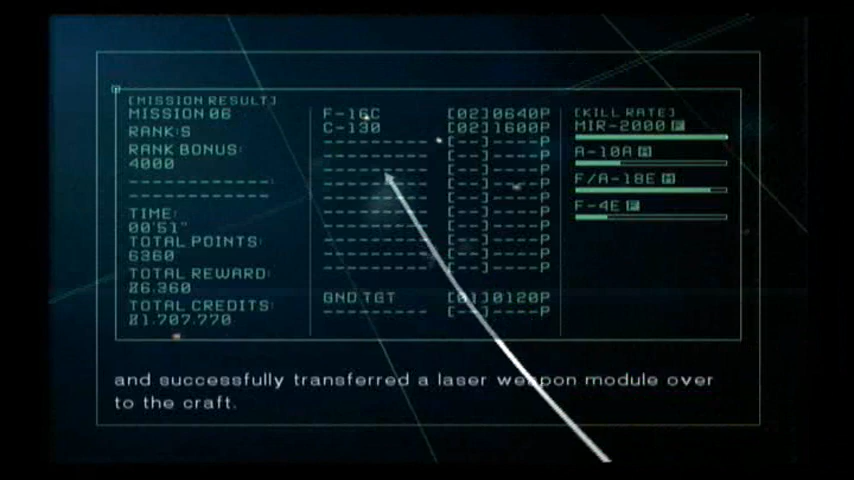 [MISSION RESULT]
MISSION 06
RANK:S
RANK BONUS:
4000
TIME:
00'51"
TOTAL POINTS:
6360
TOTAL REWARD:
Ƶ6.360
TOTAL CREDITS:
Ƶ1.707.770
F-16C [02]0640P
C-130 [02]1600P
---------- [--]----P
---------- [--]----P
---------- [--]----P
---------- [--]----P
---------- [--]----P
---------- [--]----P
---------- [--]----P
---------- [--]----P
---------- [--]----P
---------- [--]----P
GND TGT [01]0120P
---------- [--]----P
[KILL RATE]
MIR-2000 F
A-10A A
F/A-18E M
F-4E F
and successfully transferred a laser weapon module over
to the craft.